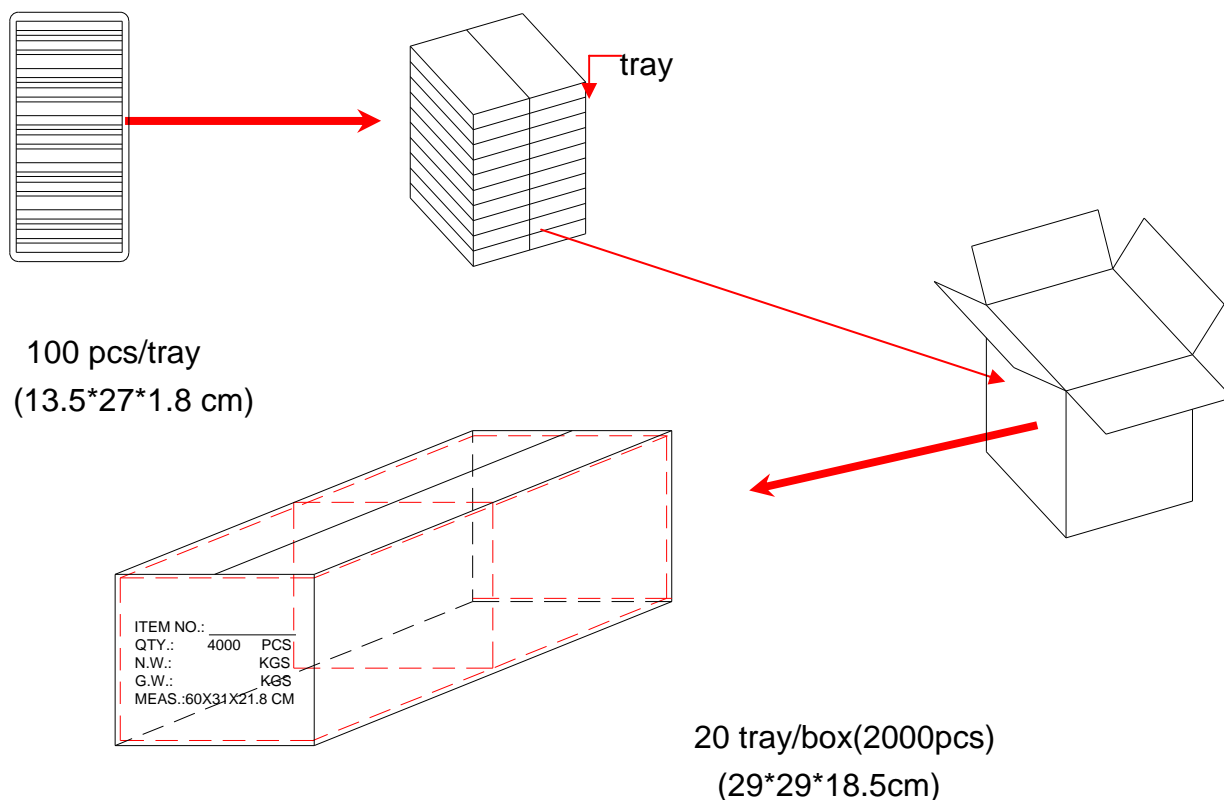 tray
100 pcs/tray
(13.5*27*1.8 cm)
ITEM NO.:
QTY.: 4000 PCS
N.W.: KGS
G.W.: KGS
MEAS.:60X31X21.8 CM
20 tray/box(2000pcs)
(29*29*18.5cm)